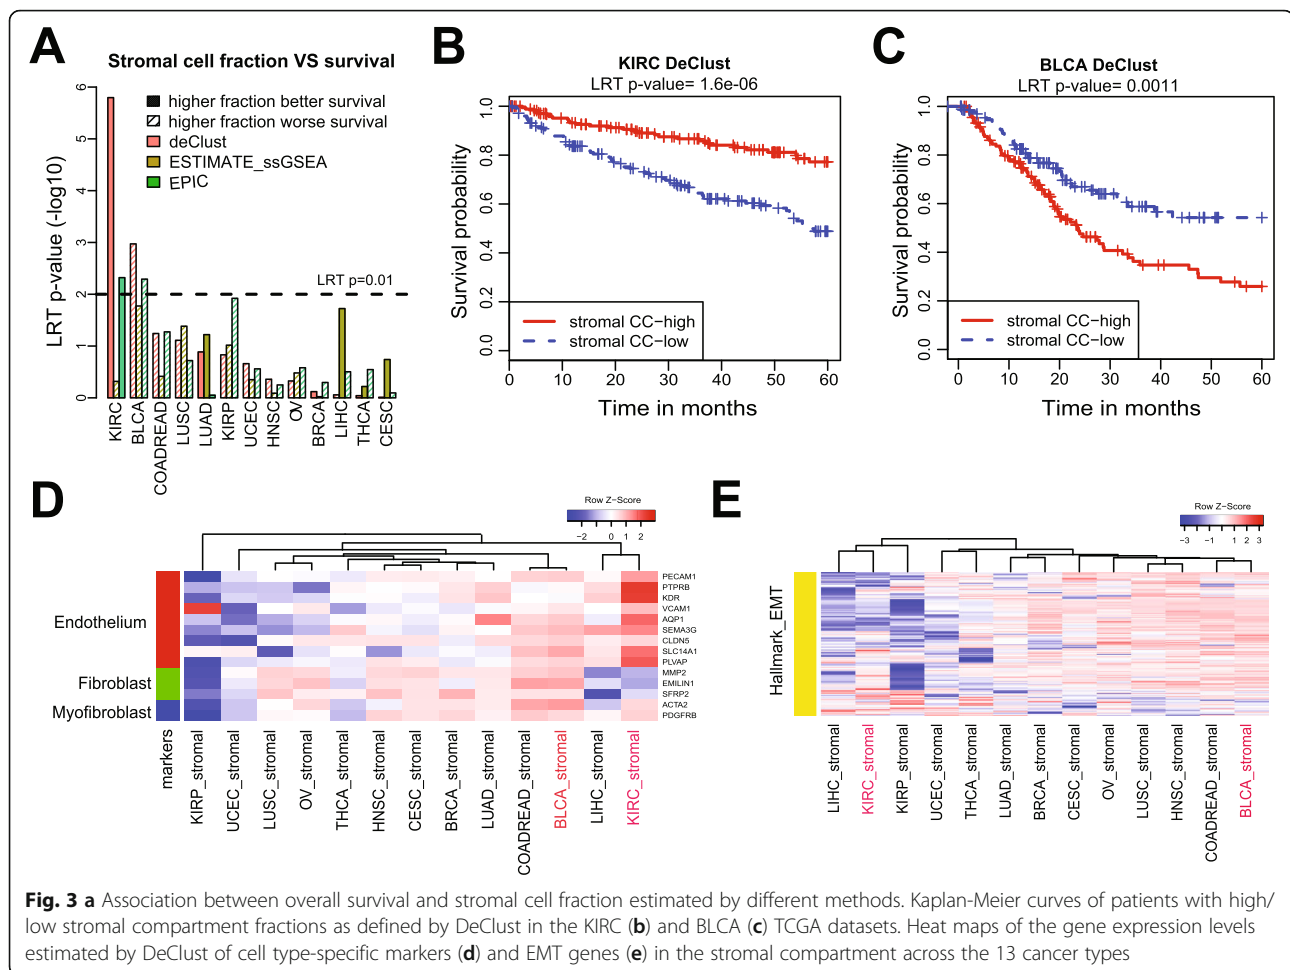 A
Stromal cell fraction VS survival
LRT p-value (-log10)
0
1
2
3
4
5
6
higher fraction better survival
higher fraction worse survival
deClust
ESTIMATE_ssGSEA
EPIC
LRT p=0.01
KIRC
BLCA
COADREAD
LUSC
LUAD
KIRP
UCEC
HNSC
OV
BRCA
LIHC
THCA
CESC
B
KIRC DeClust
LRT p-value= 1.6e-06
Survival probability
0.0
0.2
0.4
0.6
0.8
1.0
stromal CC-high
stromal CC-low
0 10 20 30 40 50 60
Time in months
C
BLCA DeClust
LRT p-value= 0.0011
Survival probability
0.0
0.2
0.4
0.6
0.8
1.0
stromal CC-high
stromal CC-low
0 10 20 30 40 50 60
Time in months
D
Row Z-Score
-2 0 1 2
Endothelium
Fibroblast
Myofibroblast
markers
PECAM1
PTPRB
KDR
VCAM1
AQP1
SEMA3G
CLDN5
SLC14A1
PLVAP
MMP2
EMILIN1
SFRP2
ACTA2
PDGFRB
KIRP_stromal
UCEC_stromal
LUSC_stromal
OV_stromal
THCA_stromal
HNSC_stromal
CESC_stromal
BRCA_stromal
LUAD_stromal
COADREAD_stromal
BLCA_stromal
LIHC_stromal
KIRC_stromal
E
Row Z-Score
-3 -1 1 2 3
Hallmark_EMT
LIHC_stromal
KIRC_stromal
KIRP_stromal
UCEC_stromal
THCA_stromal
LUAD_stromal
BRCA_stromal
CESC_stromal
OV_stromal
LUSC_stromal
HNSC_stromal
COADREAD_stromal
BLCA_stromal
Fig. 3 a Association between overall survival and stromal cell fraction estimated by different methods. Kaplan-Meier curves of patients with high/
low stromal compartment fractions as defined by DeClust in the KIRC (b) and BLCA (c) TCGA datasets. Heat maps of the gene expression levels
estimated by DeClust of cell type-specific markers (d) and EMT genes (e) in the stromal compartment across the 13 cancer types